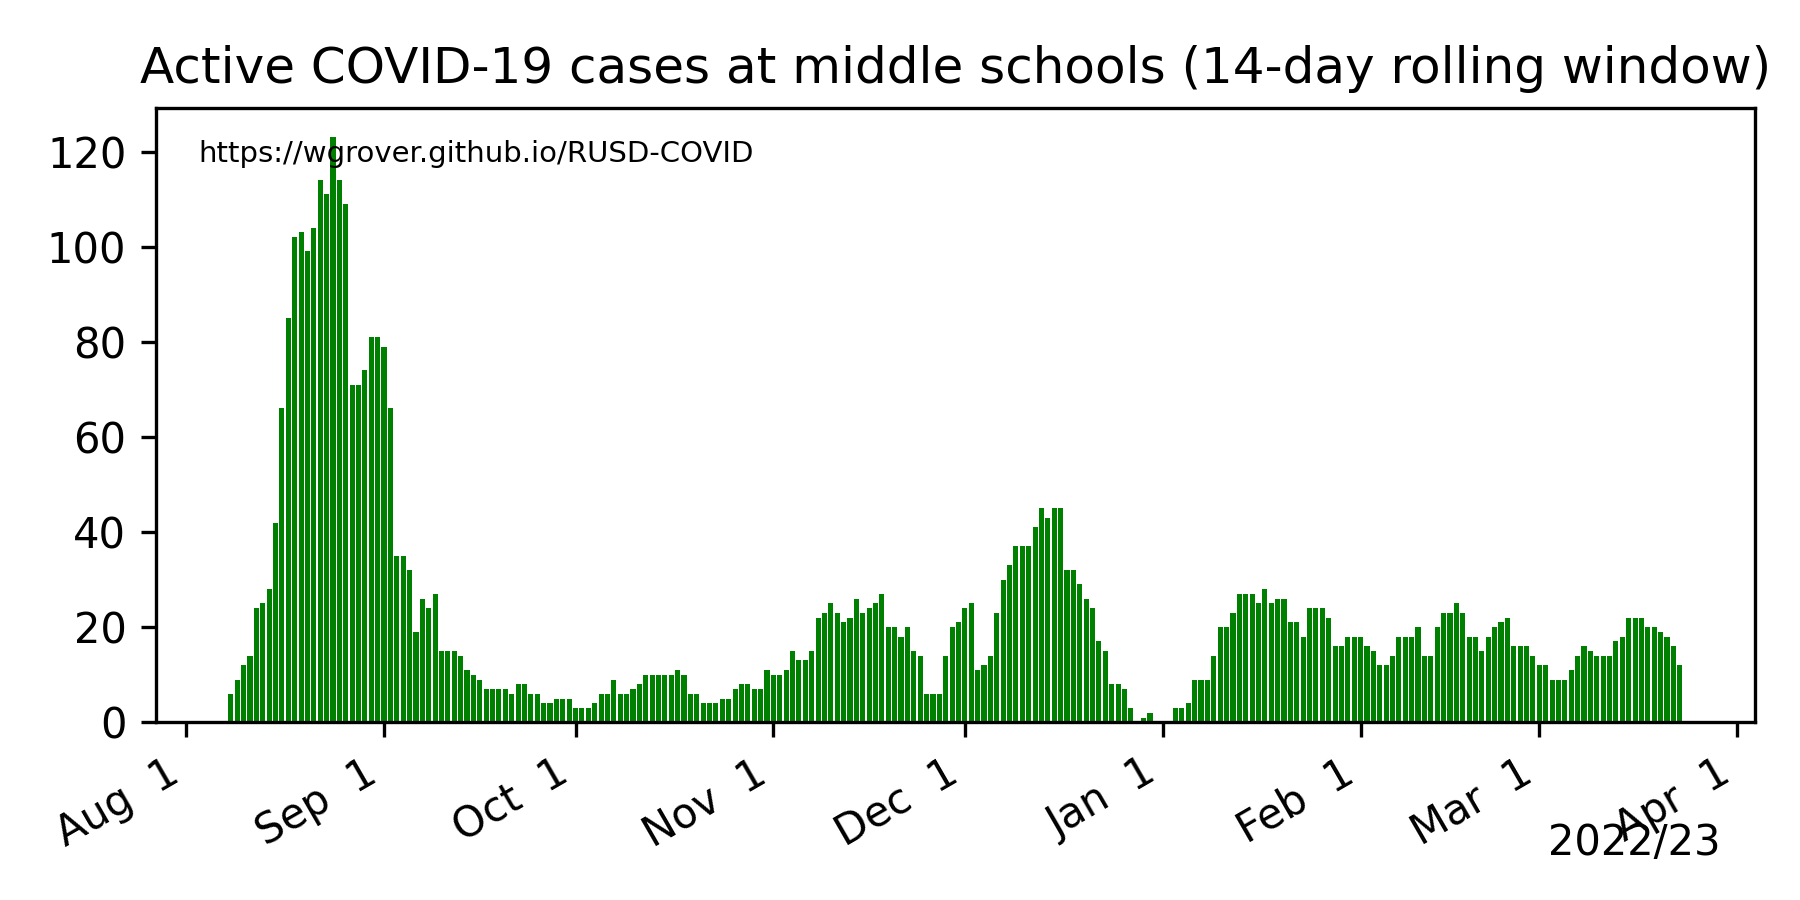 Active COVID-19 cases at middle schools (14-day rolling window)
https://wgrover.github.io/RUSD-COVID
120
100
80
60
40
20
0
Aug 1
Sep 1
Oct 1
Nov 1
Dec 1
Jan 1
Feb 1
Mar 1
Apr 1
2022/23